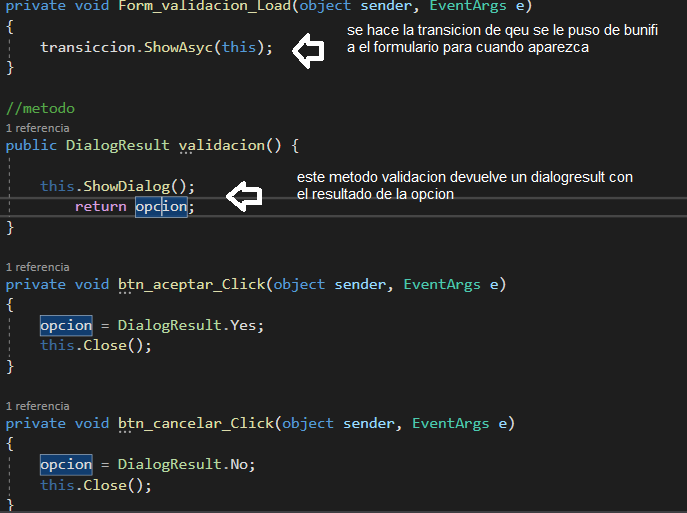 private void Form_validacion_Load(object sender, EventArgs e)
{
transiccion.ShowAsyc(this);
}
se hace la transicion de qeu se le puso de bunifi
a el formulario para cuando aparezca
//metodo
1 referencia
public DialogResult validacion() {
this.ShowDialog();
return opcion;
}
este metodo validacion devuelve un dialogresult con
el resultado de la opcion
1 referencia
private void btn_aceptar_Click(object sender, EventArgs e)
{
opcion = DialogResult.Yes;
this.Close();
}
1 referencia
private void btn_cancelar_Click(object sender, EventArgs e)
{
opcion = DialogResult.No;
this.Close();
}